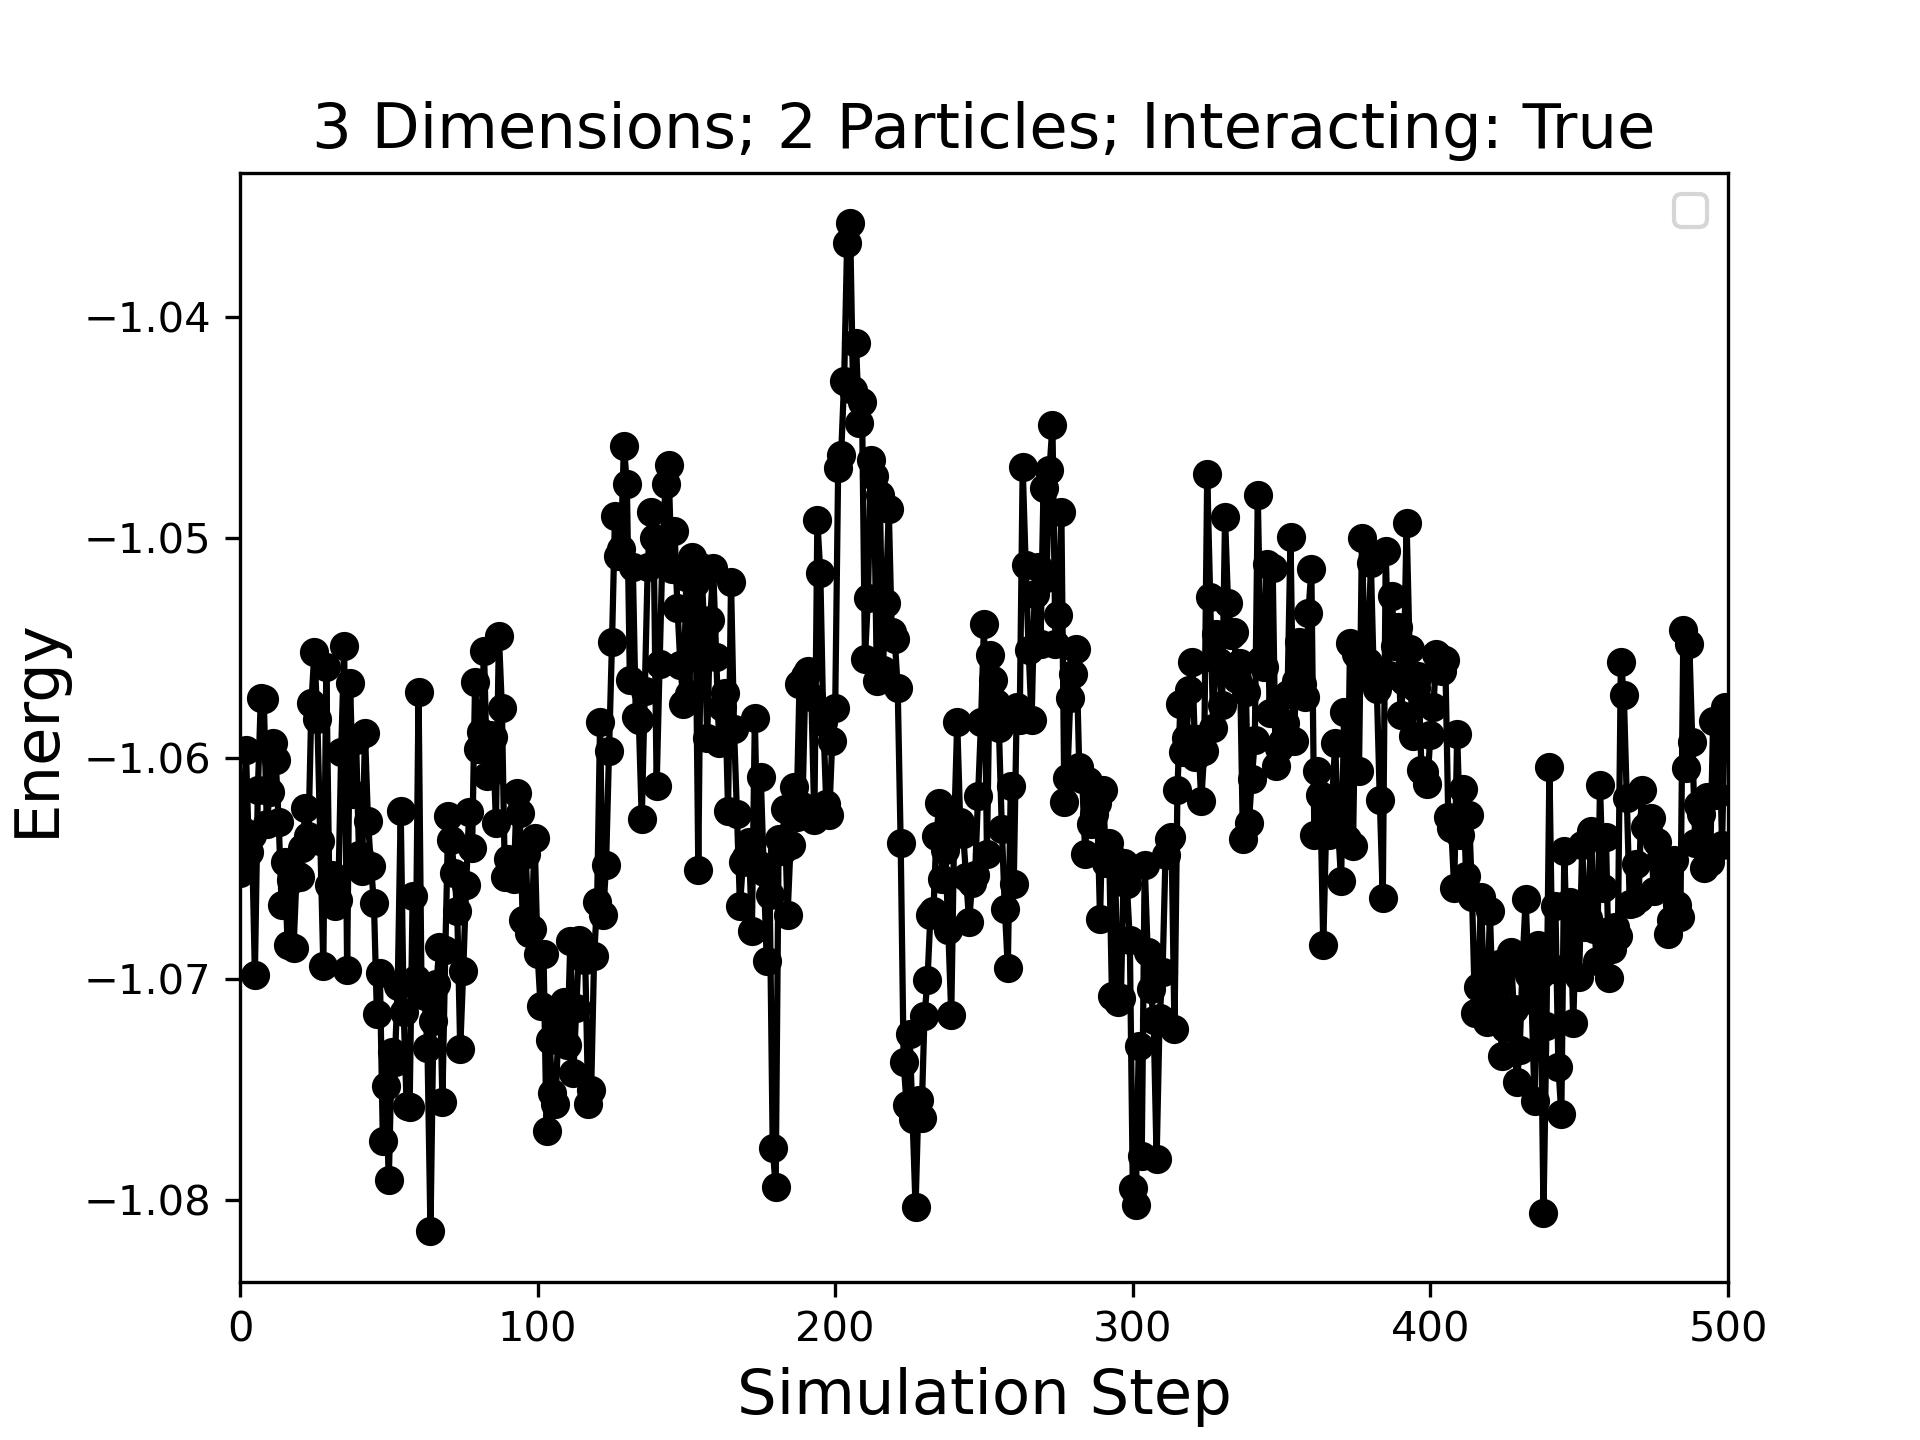 3 Dimensions; 2 Particles; Interacting: True
Energy
−1.04
−1.05
−1.06
−1.07
−1.08
0 100 200 300 400 500
Simulation Step